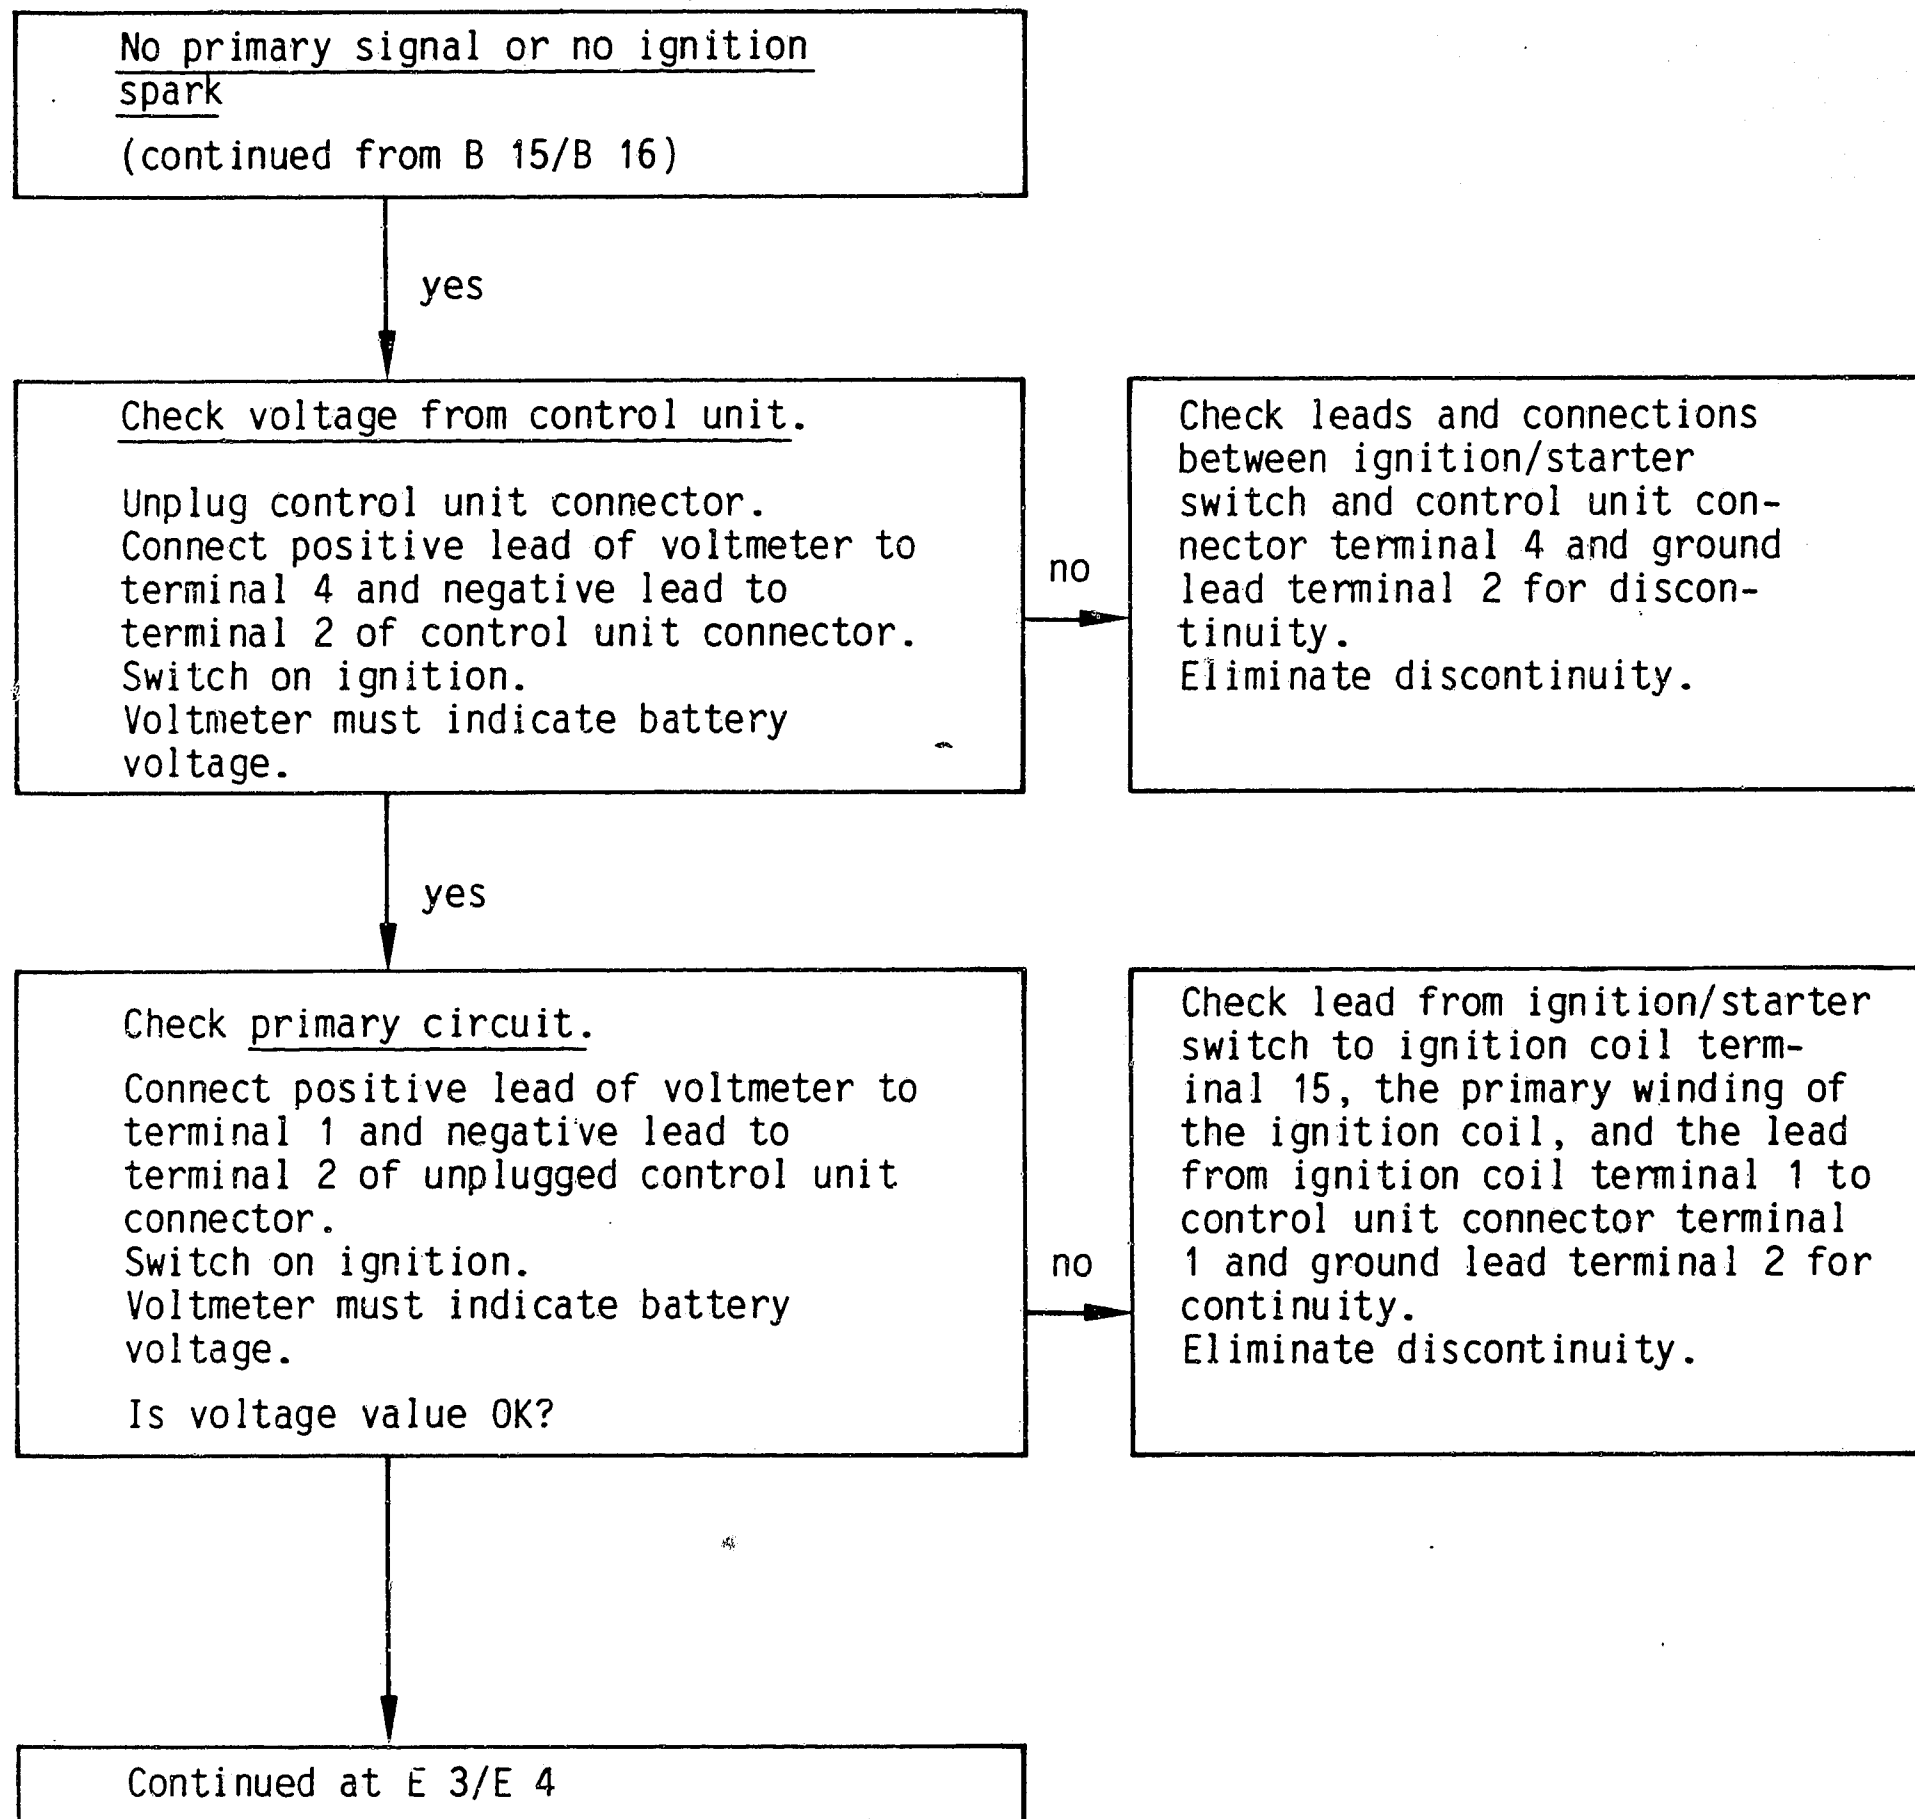 No primary signal or no ignition
spark
(continued from B 15/B 16)
yes
Check voltage from control unit.
Unplug control unit connector.
Connect positive lead of voltmeter to
terminal 4 and negative lead to
terminal 2 of control unit connector.
Switch on ignition.
Voltmeter must indicate battery
voltage.
no
Check leads and connections
between ignition/starter
switch and control unit con-
nector terminal 4 and ground
lead terminal 2 for discon-
tinuity.
Eliminate discontinuity.
yes
Check primary circuit.
Connect positive lead of voltmeter to
terminal 1 and negative lead to
terminal 2 of unplugged control unit
connector.
Switch on ignition.
Voltmeter must indicate battery
voltage.
Is voltage value OK?
no
Check lead from ignition/starter
switch to ignition coil term-
inal 15, the primary winding of
the ignition coil, and the lead
from ignition coil terminal 1 to
control unit connector terminal
1 and ground lead terminal 2 for
continuity.
Eliminate discontinuity.
Continued at E 3/E 4